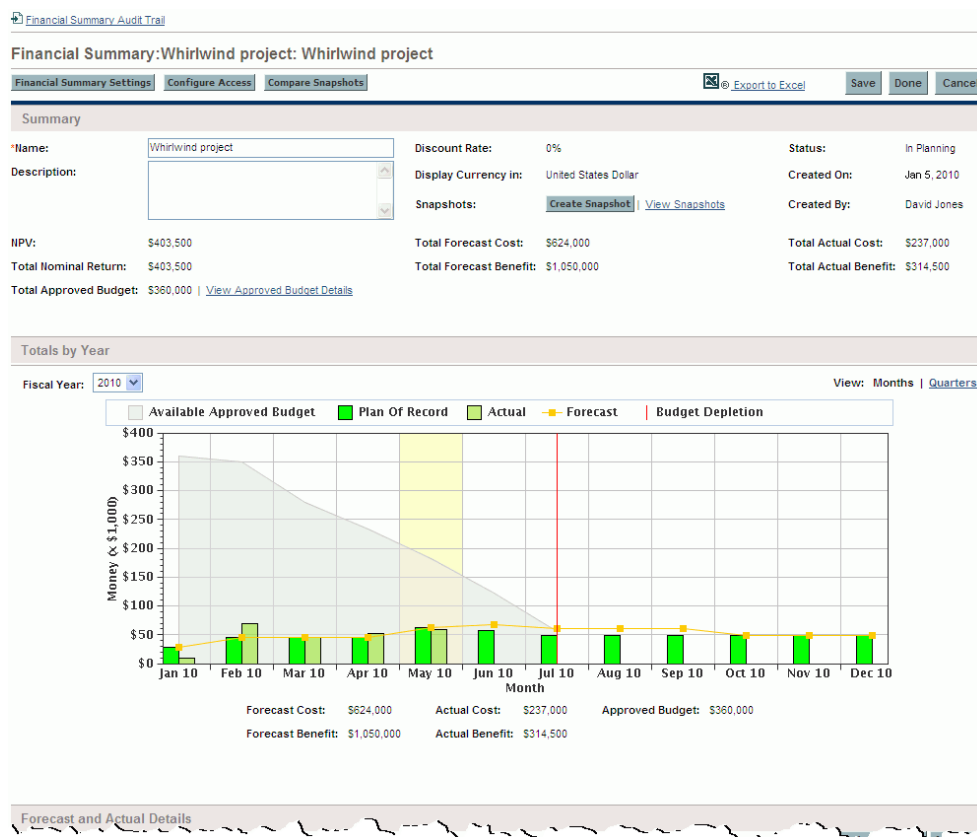 Financial Summary Audit Trail
Financial Summary:Whirlwind project: Whirlwind project
Financial Summary Settings Configure Access Compare Snapshots ® Export to Excel Save Done Cancel
Summary
*Name: Whirlwind project Discount Rate: 0% Status: In Planning
Description: Display Currency in: United States Dollar Created On: Jan 5, 2010
Snapshots: Create Snapshot | View Snapshots Created By: David Jones
NPV: $403,500 Total Forecast Cost: $624,000 Total Actual Cost: $237,000
Total Nominal Return: $403,500 Total Forecast Benefit: $1,050,000 Total Actual Benefit: $314,500
Total Approved Budget: $360,000 | View Approved Budget Details
Totals by Year
Fiscal Year: 2010 View: Months | Quarters
Available Approved Budget Plan Of Record Actual Forecast Budget Depletion
$400
$350
$300
$250
$200
$150
$100
$50
$0
Money (x $1,000)
Jan 10 Feb 10 Mar 10 Apr 10 May 10 Jun 10 Jul 10 Aug 10 Sep 10 Oct 10 Nov 10 Dec 10
Month
Forecast Cost: $624,000 Actual Cost: $237,000 Approved Budget: $360,000
Forecast Benefit: $1,050,000 Actual Benefit: $314,500
Forecast and Actual Details